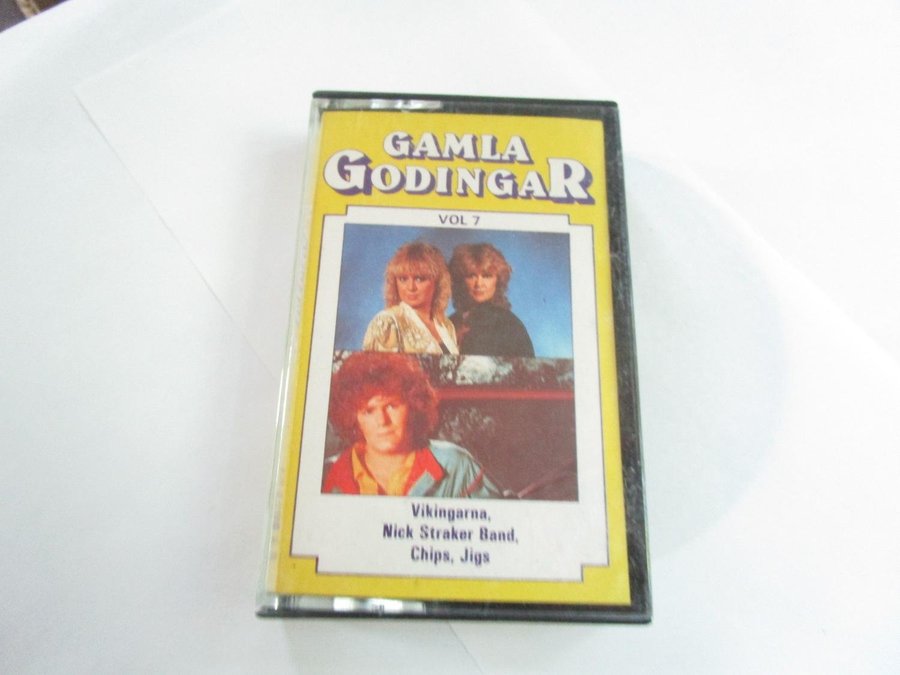 GAMLA
GODINGAR
VOL 7
Vikingarna,
Nick Straker Band,
Chips, Jigs